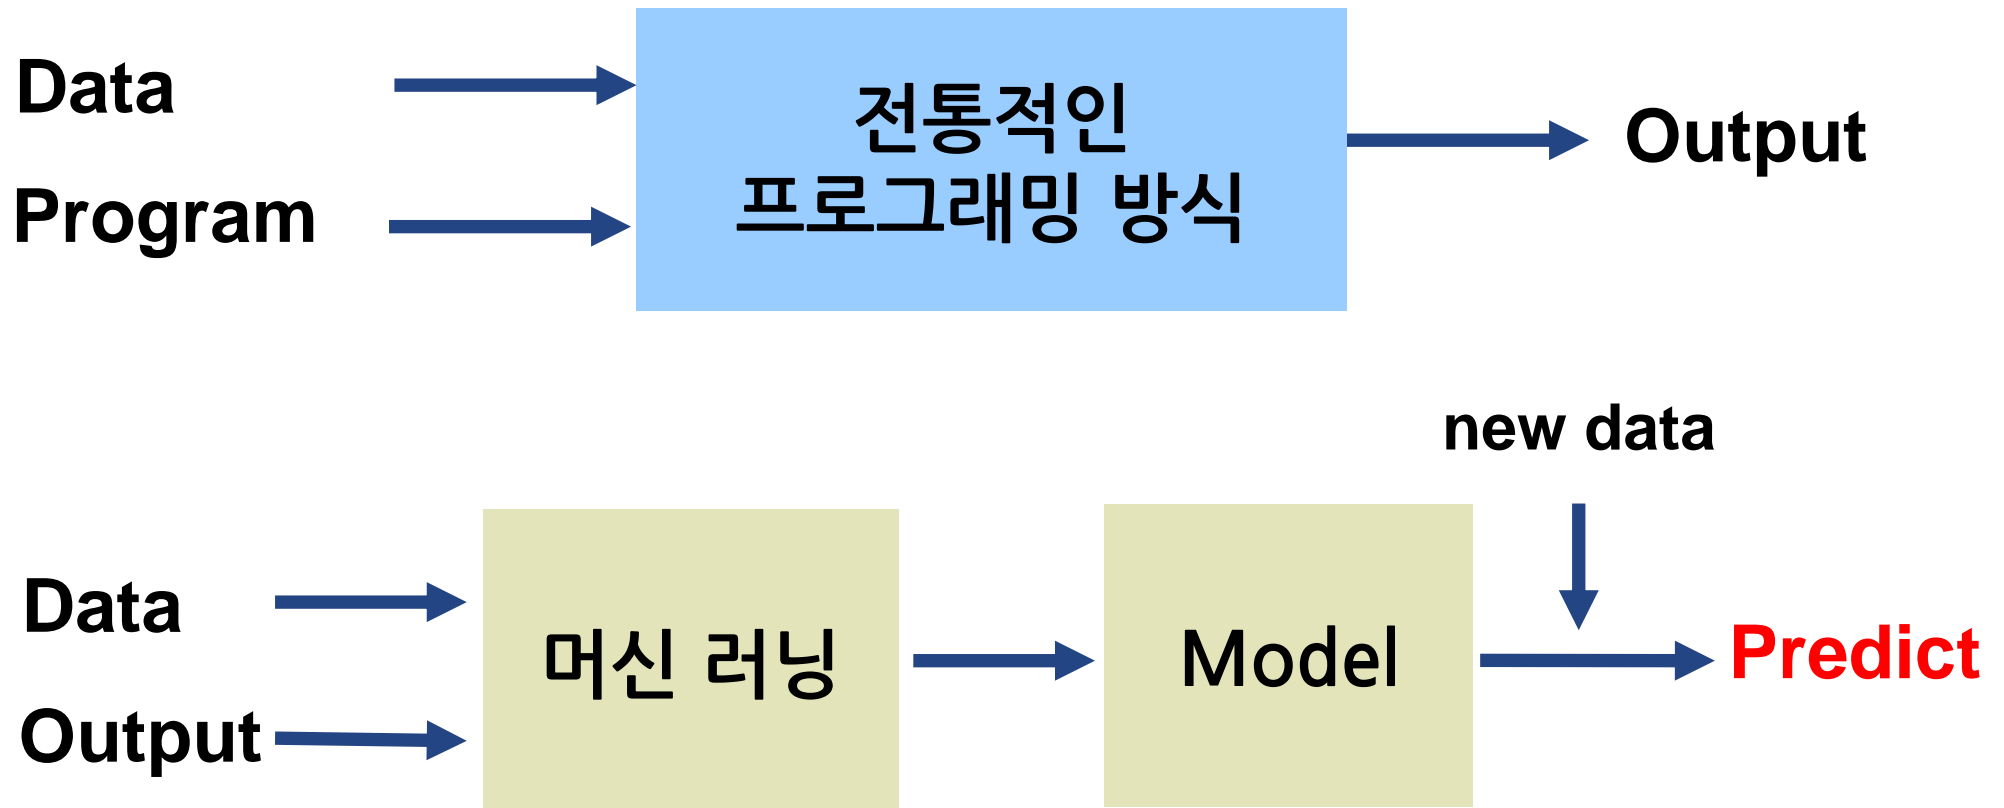 Data
Program
전통적인
프로그래밍 방식
Output
new data
Data
Output
머신 러닝
Model
Predict